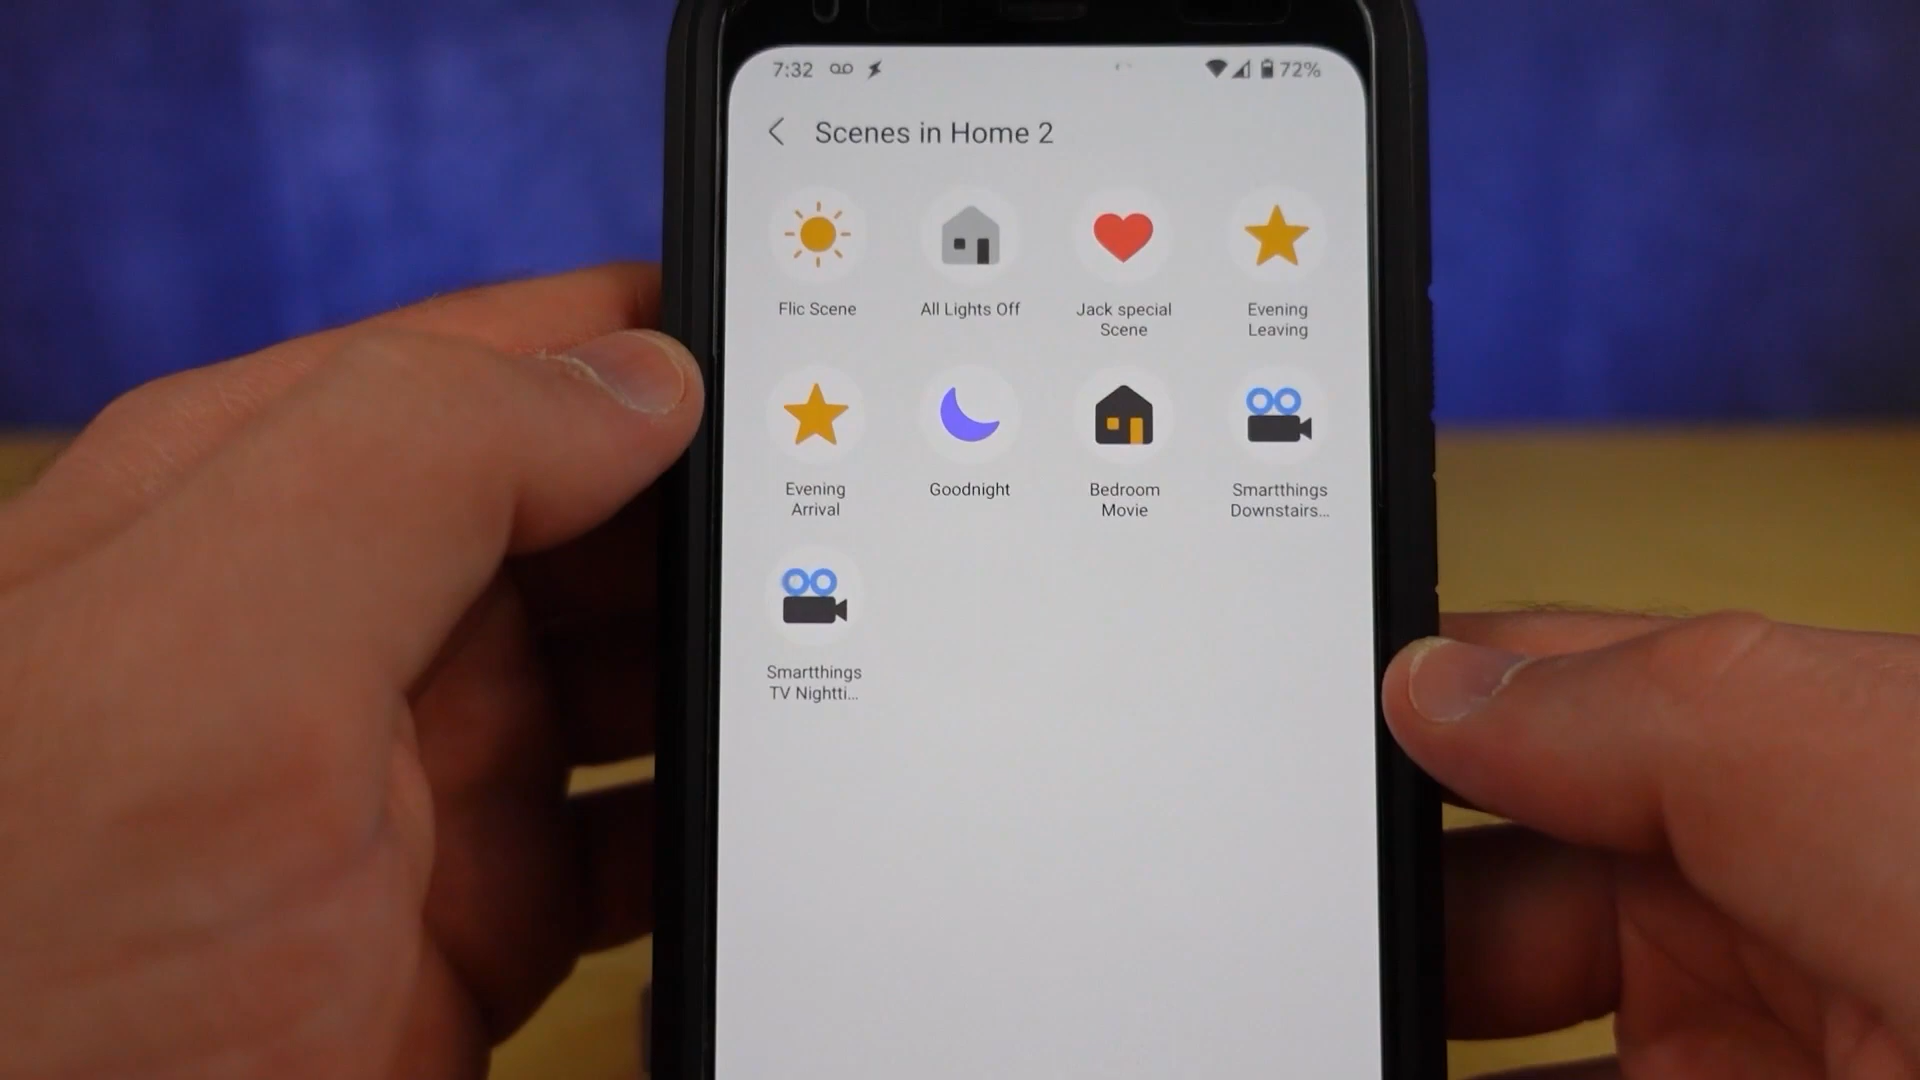 7:32 72%
Scenes in Home 2
Flic Scene
All Lights Off
Jack special
Scene
Evening
Leaving
Evening
Arrival
Goodnight
Bedroom
Movie
Smartthings
Downstairs...
Smartthings
TV Nightti...